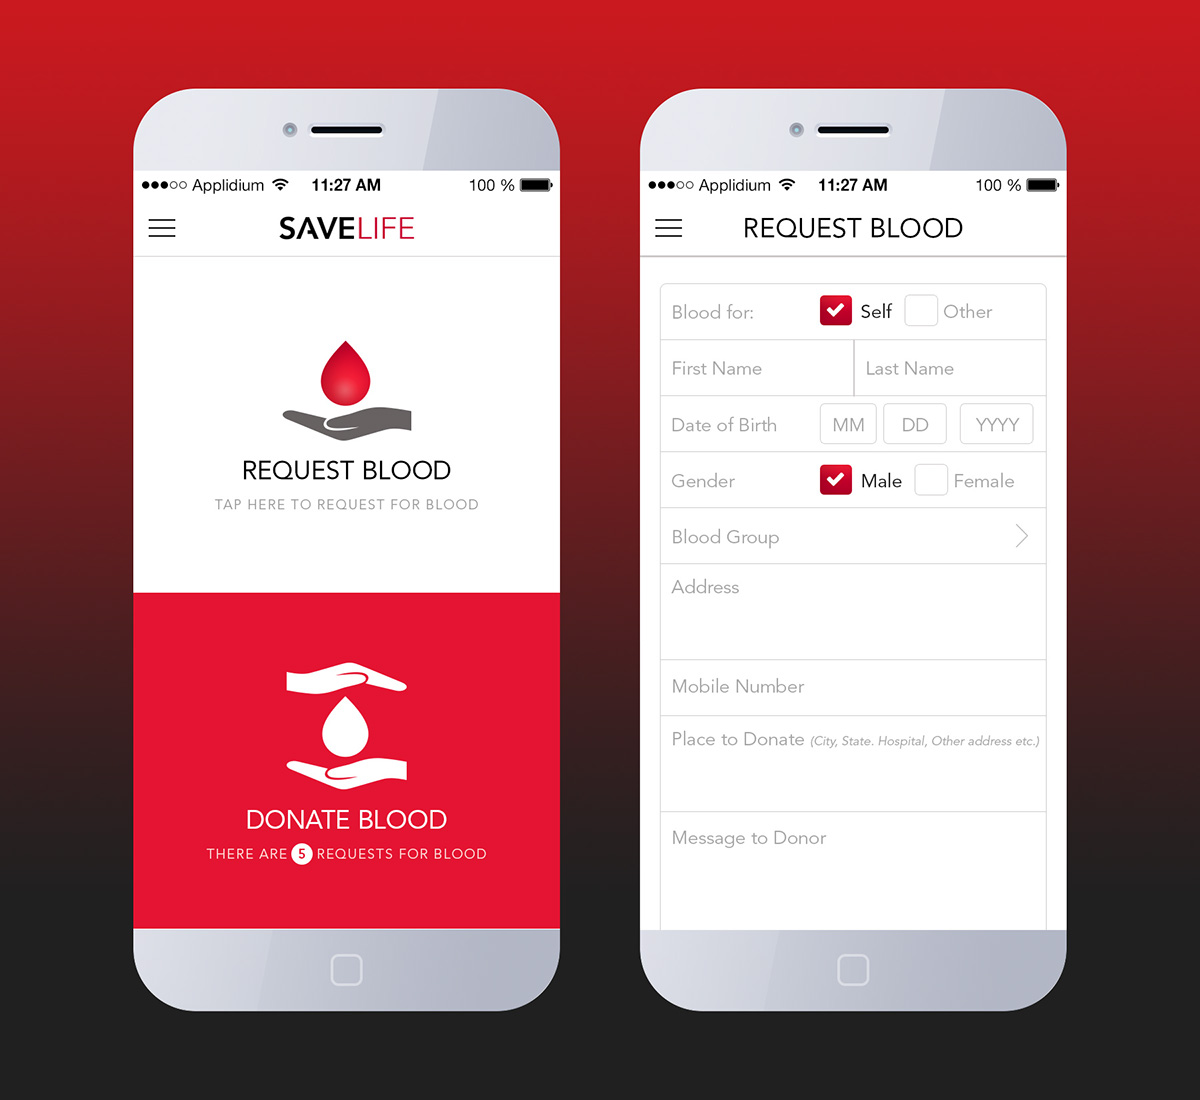 Applidium 11:27 AM 100 %
SAVELIFE
REQUEST BLOOD
TAP HERE TO REQUEST FOR BLOOD
DONATE BLOOD
THERE ARE 5 REQUESTS FOR BLOOD
Applidium 11:27 AM 100 %
REQUEST BLOOD
Blood for: Self Other
First Name Last Name
Date of Birth MM DD YYYY
Gender Male Female
Blood Group
Address
Mobile Number
Place to Donate (City, State. Hospital, Other address etc.)
Message to Donor